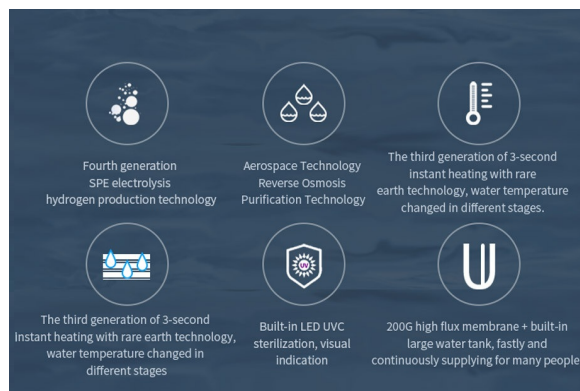 Fourth generation
SPE electrolysis
hydrogen production technology
Aerospace Technology
Reverse Osmosis
Purification Technology
The third generation of 3-second
instant heating with rare
earth technology, water temperature
changed in different stages.
The third generation of 3-second
instant heating with rare earth technology,
water temperature changed in
different stages
UV
Built-in LED UVC
sterilization, visual
indication
200G high flux membrane + built-in
large water tank, fastly and
continuously supplying for many people